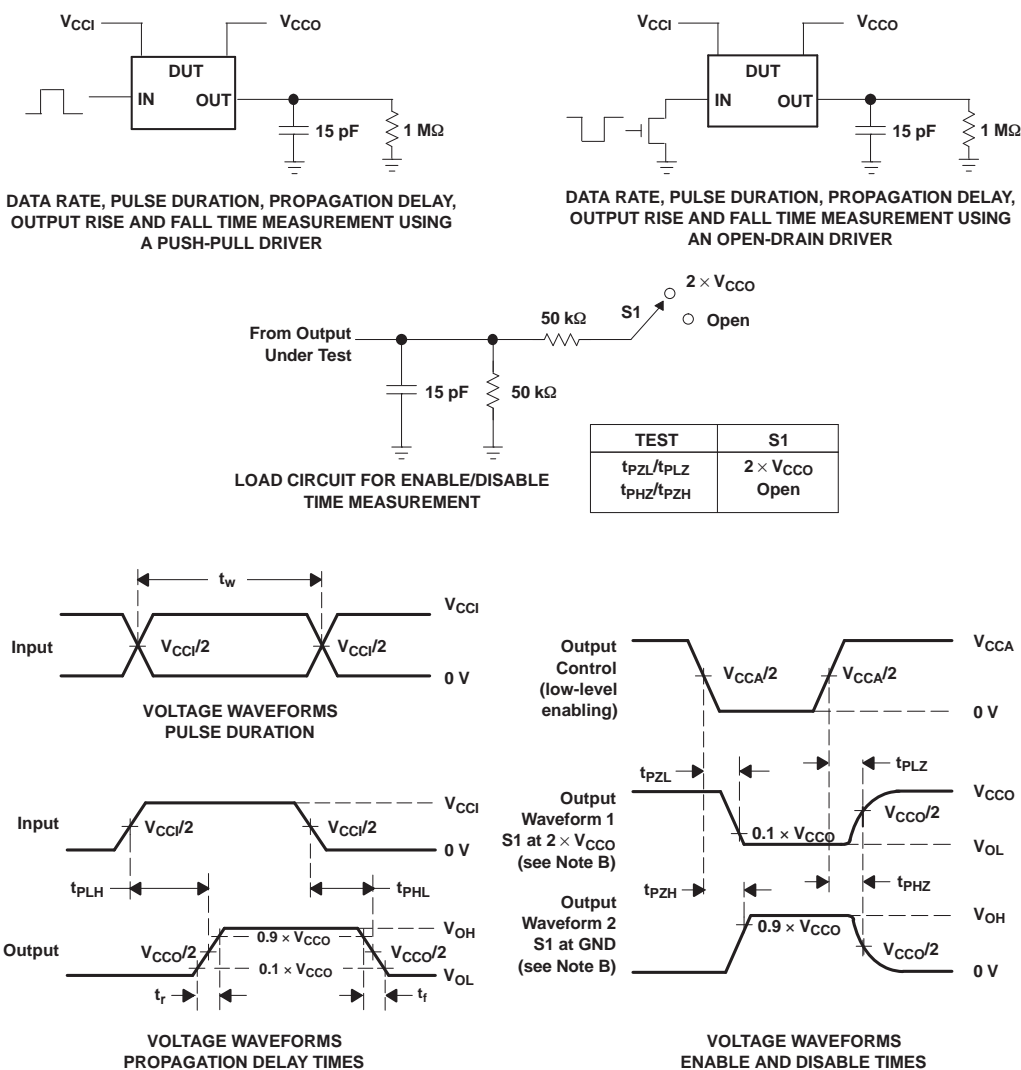 VCCI
VCCO
DUT
IN
OUT
15 pF
1 MΩ
DATA RATE, PULSE DURATION, PROPAGATION DELAY,
OUTPUT RISE AND FALL TIME MEASUREMENT USING
A PUSH-PULL DRIVER
VCCI
VCCO
DUT
IN
OUT
15 pF
1 MΩ
DATA RATE, PULSE DURATION, PROPAGATION DELAY,
OUTPUT RISE AND FALL TIME MEASUREMENT USING
AN OPEN-DRAIN DRIVER
From Output
Under Test
15 pF
50 kΩ
50 kΩ
S1
2 × VCCO
Open
LOAD CIRCUIT FOR ENABLE/DISABLE
TIME MEASUREMENT
TEST S1
tPZL/tPLZ 2 × VCCO
tPHZ/tPZH Open
tw
VCCI
Input
VCCI/2
VCCI/2
0 V
VOLTAGE WAVEFORMS
PULSE DURATION
VCCI
Input
VCCI/2
VCCI/2
0 V
tPLH
tPHL
Output
VOH
0.9 × VCCO
VCCO/2
VCCO/2
0.1 × VCCO
VOL
tr
tf
VOLTAGE WAVEFORMS
PROPAGATION DELAY TIMES
Output
Control
(low-level
enabling)
VCCA
VCCA/2
VCCA/2
0 V
tPZL
tPLZ
Output
Waveform 1
S1 at 2 × VCCO
(see Note B)
VCCO
VCCO/2
0.1 × VCCO
VOL
tPZH
tPHZ
Output
Waveform 2
S1 at GND
(see Note B)
VOH
0.9 × VCCO
VCCO/2
0 V
VOLTAGE WAVEFORMS
ENABLE AND DISABLE TIMES